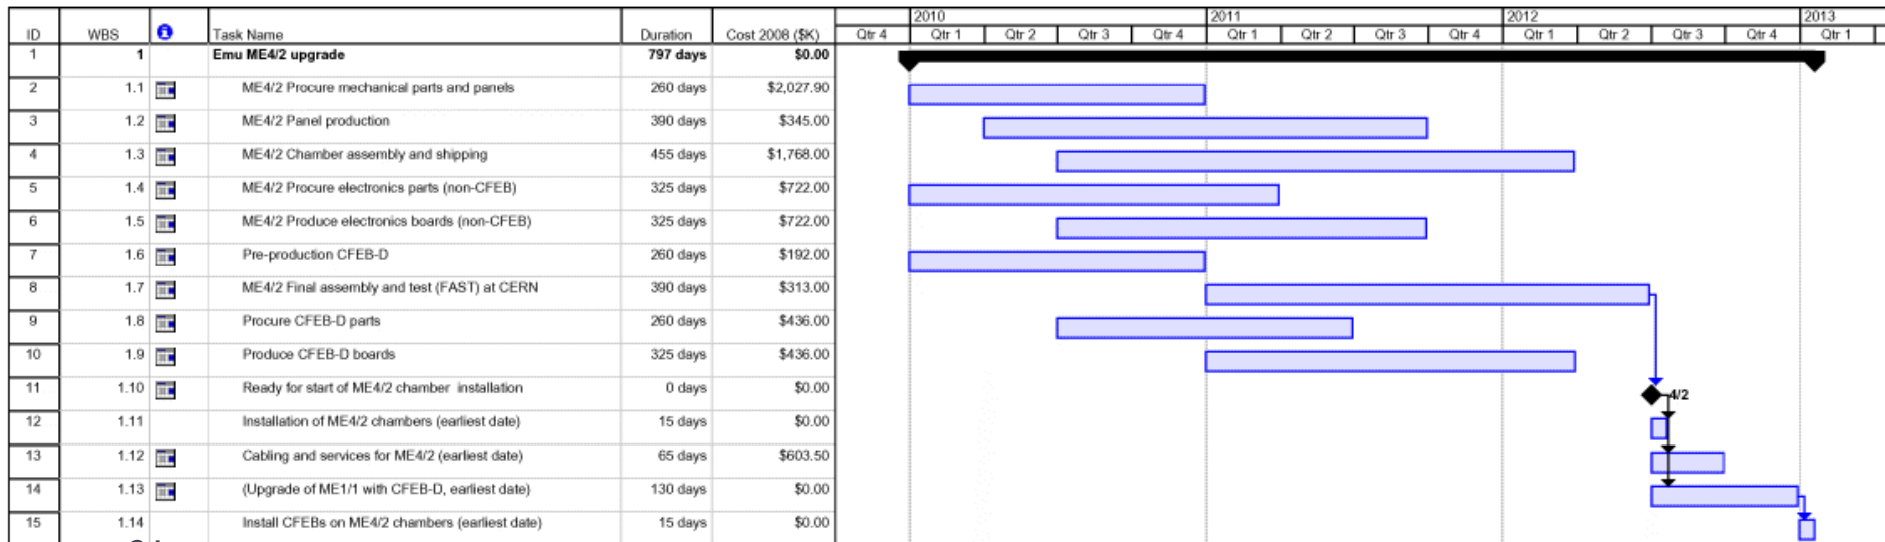 2010 2011 2012 2013
ID WBS Task Name Duration Cost 2008 ($K) Qtr 4 Qtr 1 Qtr 2 Qtr 3 Qtr 4 Qtr 1 Qtr 2 Qtr 3 Qtr 4 Qtr 1 Qtr 2 Qtr 3 Qtr 4 Qtr 1
1 1 Emu ME4/2 upgrade 797 days $0.00
2 1.1 ME4/2 Procure mechanical parts and panels 260 days $2,027.90
3 1.2 ME4/2 Panel production 390 days $345.00
4 1.3 ME4/2 Chamber assembly and shipping 455 days $1,768.00
5 1.4 ME4/2 Procure electronics parts (non-CFEB) 325 days $722.00
6 1.5 ME4/2 Produce electronics boards (non-CFEB) 325 days $722.00
7 1.6 Pre-production CFEB-D 260 days $192.00
8 1.7 ME4/2 Final assembly and test (FAST) at CERN 390 days $313.00
9 1.8 Procure CFEB-D parts 260 days $436.00
10 1.9 Produce CFEB-D boards 325 days $436.00
11 1.10 Ready for start of ME4/2 chamber installation 0 days $0.00 4/2
12 1.11 Installation of ME4/2 chambers (earliest date) 15 days $0.00
13 1.12 Cabling and services for ME4/2 (earliest date) 65 days $603.50
14 1.13 (Upgrade of ME1/1 with CFEB-D, earliest date) 130 days $0.00
15 1.14 Install CFEBs on ME4/2 chambers (earliest date) 15 days $0.00